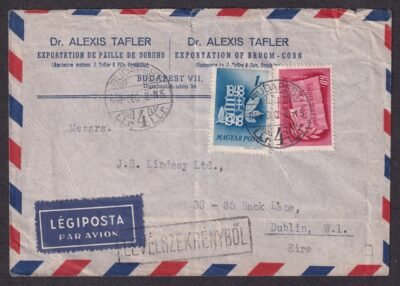 Dr. ALEXIS TAFLER
EXPORTATION DE PAILLE DE SORGHO
Dr. ALEXIS TAFLER
EXPORTATION OF BROOM-CORN
BUDAPEST VII.
1848
1948
MAGYAR POSTA
BUDAPEST
Messrs.
J.R. Lindsay Ltd.,
33 - 35 Back Lane,
Dublin, W.1.
Eire
LÉGIPOSTA
PAR AVION
LEVÉLSZEKRÉNYBŐL